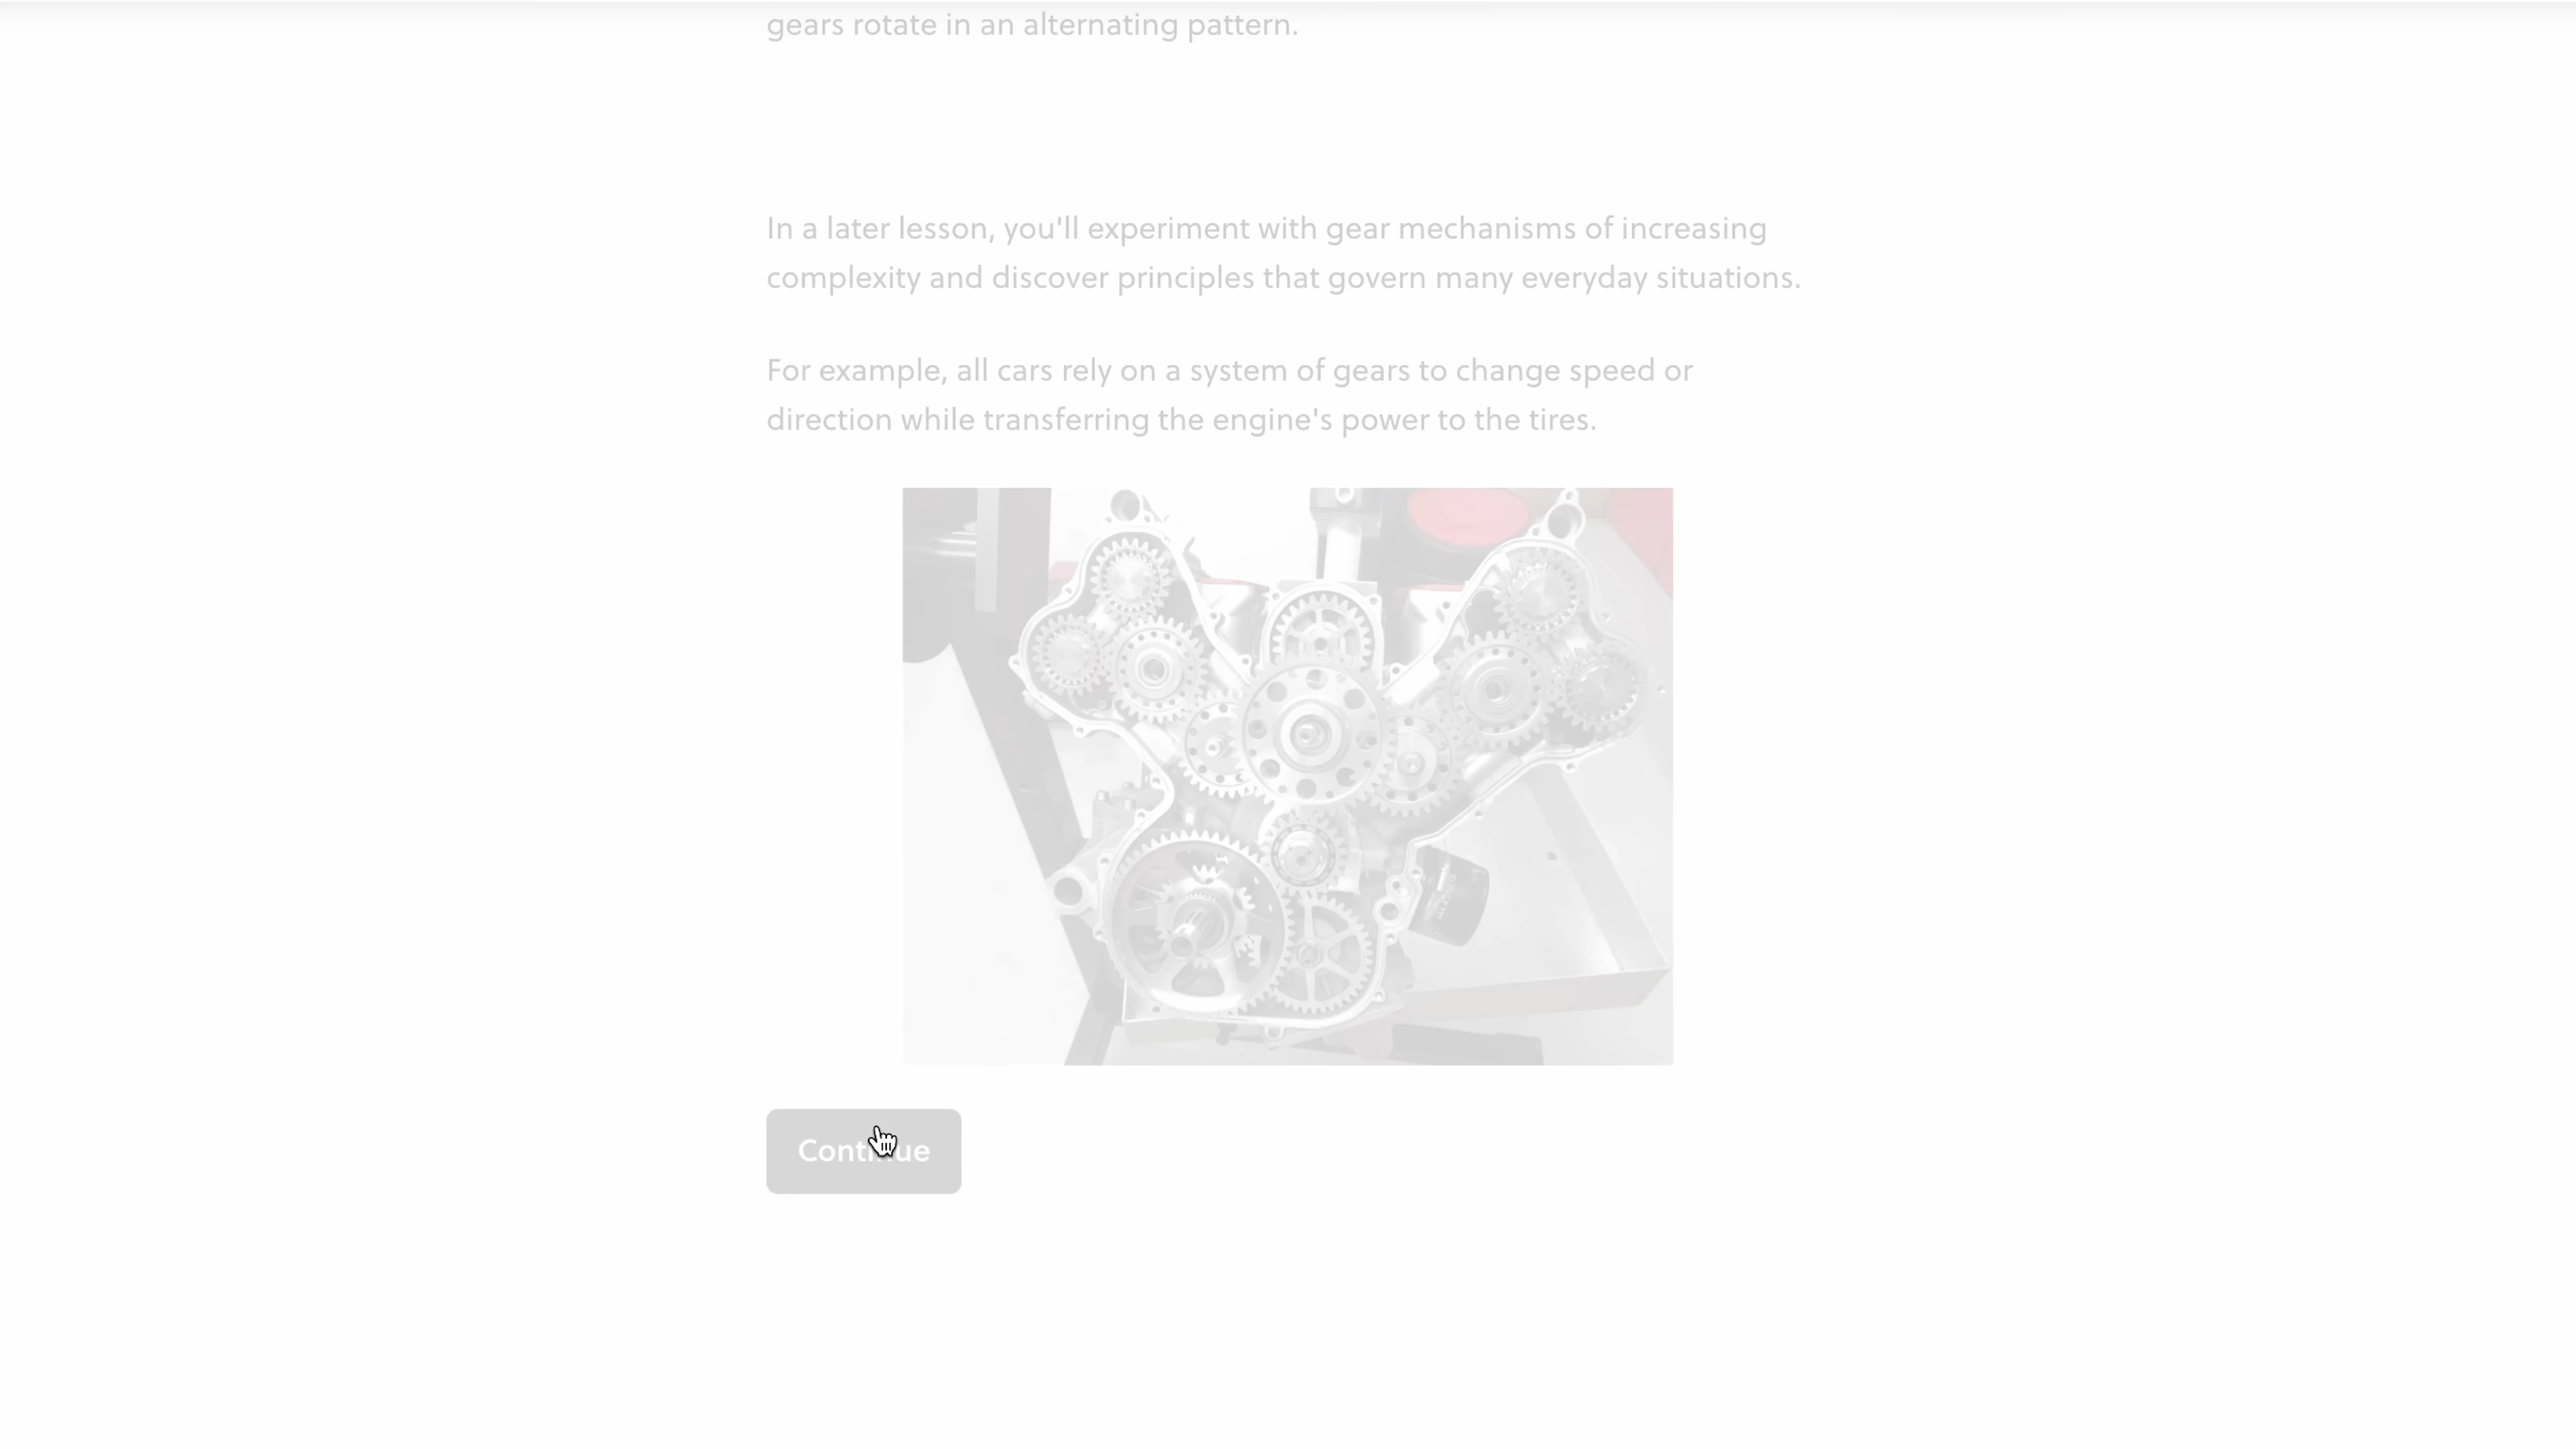 gears rotate in an alternating pattern.
In a later lesson, you'll experiment with gear mechanisms of increasing
complexity and discover principles that govern many everyday situations.
For example, all cars rely on a system of gears to change speed or
direction while transferring the engine's power to the tires.
Continue